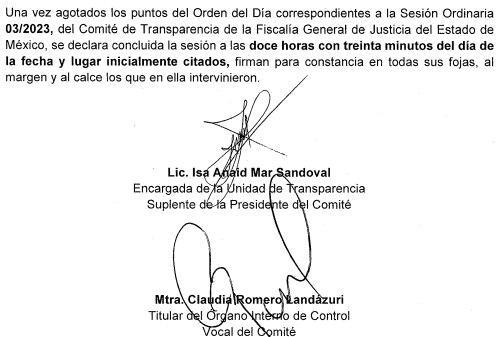 Una vez agotados los puntos del Orden del Día correspondientes a la Sesión Ordinaria
03/2023, del Comité de Transparencia de la Fiscalía General de Justicia del Estado de
México, se declara concluida la sesión a las doce horas con treinta minutos del día de
la fecha y lugar inicialmente citados, firman para constancia en todas sus fojas, al
margen y al calce los que en ella intervinieron.
Lic. Isa Anaid Mar Sandoval
Encargada de la Unidad de Transparencia
Suplente de la Presidente del Comité
Mtra. Claudia Romero Landázuri
Titular del Órgano Interno de Control
Vocal del Comité